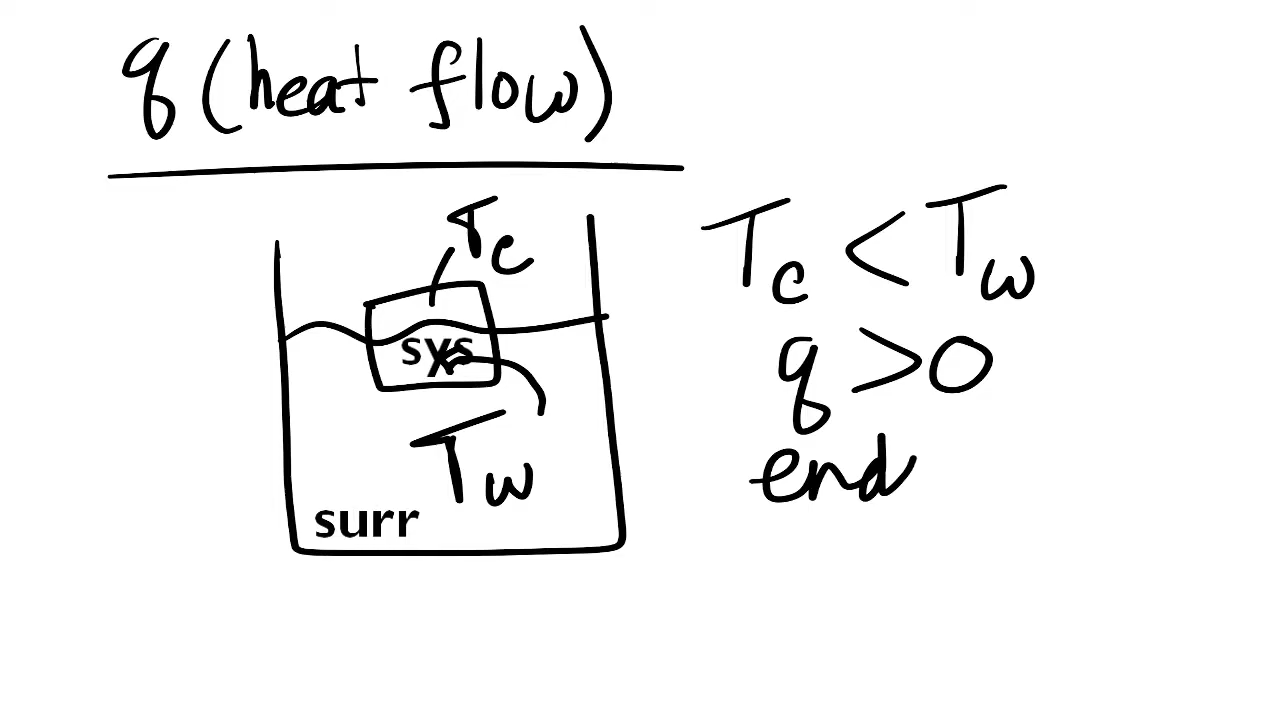 q (heat flow)
Tc
Tc < Tw
sys
q > 0
Tw
end
surr